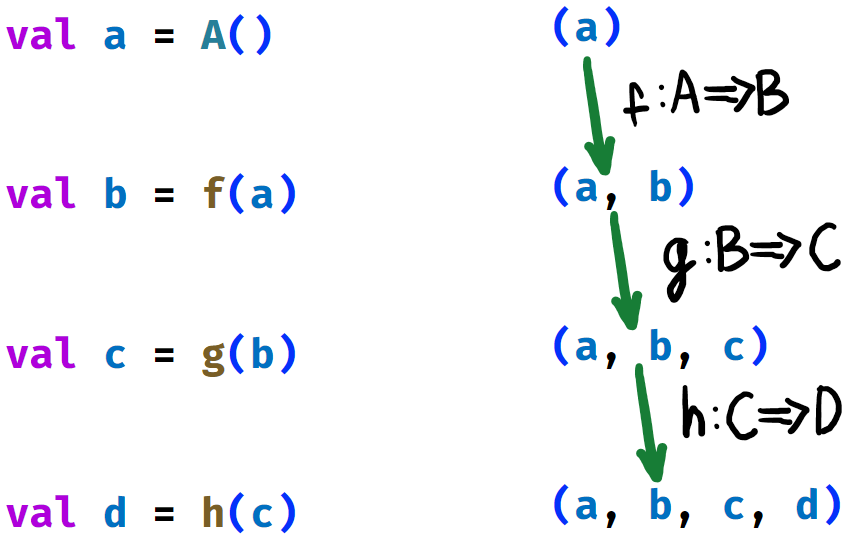 val a = A()
(a)
f:A⇒B
val b = f(a)
(a, b)
g:B⇒C
val c = g(b)
(a, b, c)
h:C⇒D
val d = h(c)
(a, b, c, d)